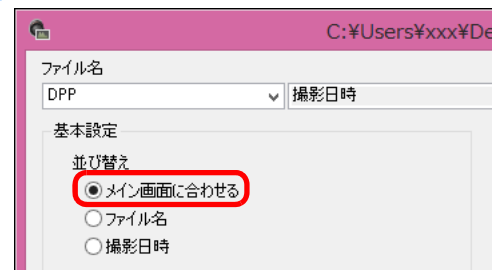 C:¥Users¥xxx¥De
ファイル名
DPP 撮影日時
基本設定
並び替え
メイン画面に合わせる
ファイル名
撮影日時